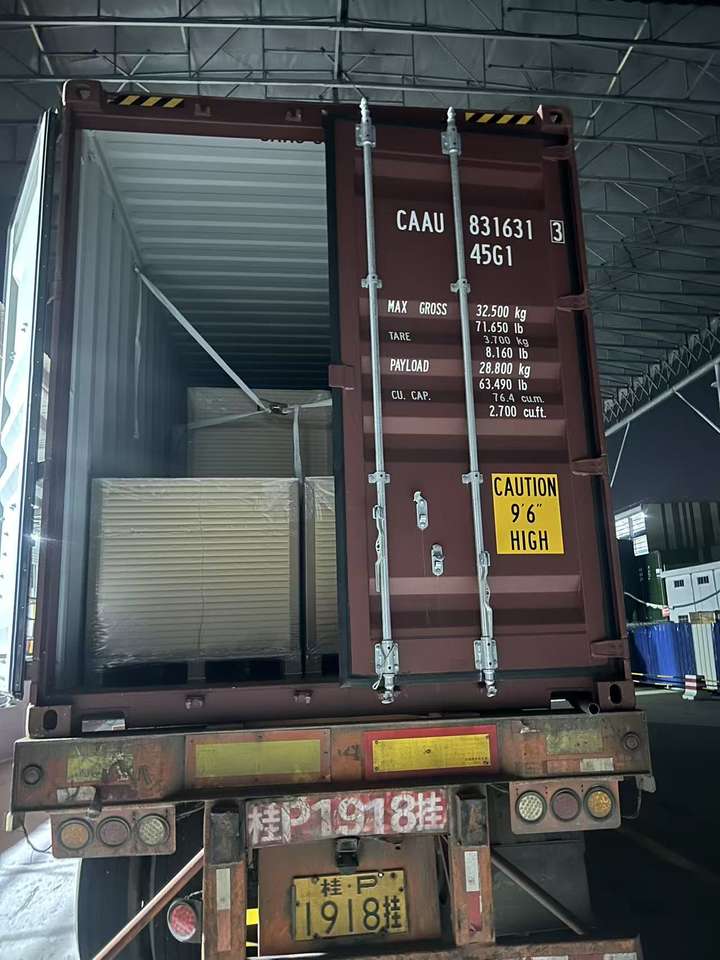 CAAU 831631 3
45G1
MAX GROSS 32.500 kg
71.650 lb
TARE 3.700 kg
8.160 lb
PAYLOAD 28.800 kg
63.490 lb
CU. CAP. 76.4 cu.m.
2.700 cu.ft.
CAUTION
9'6"
HIGH
桂P1918挂
桂·P
1918挂